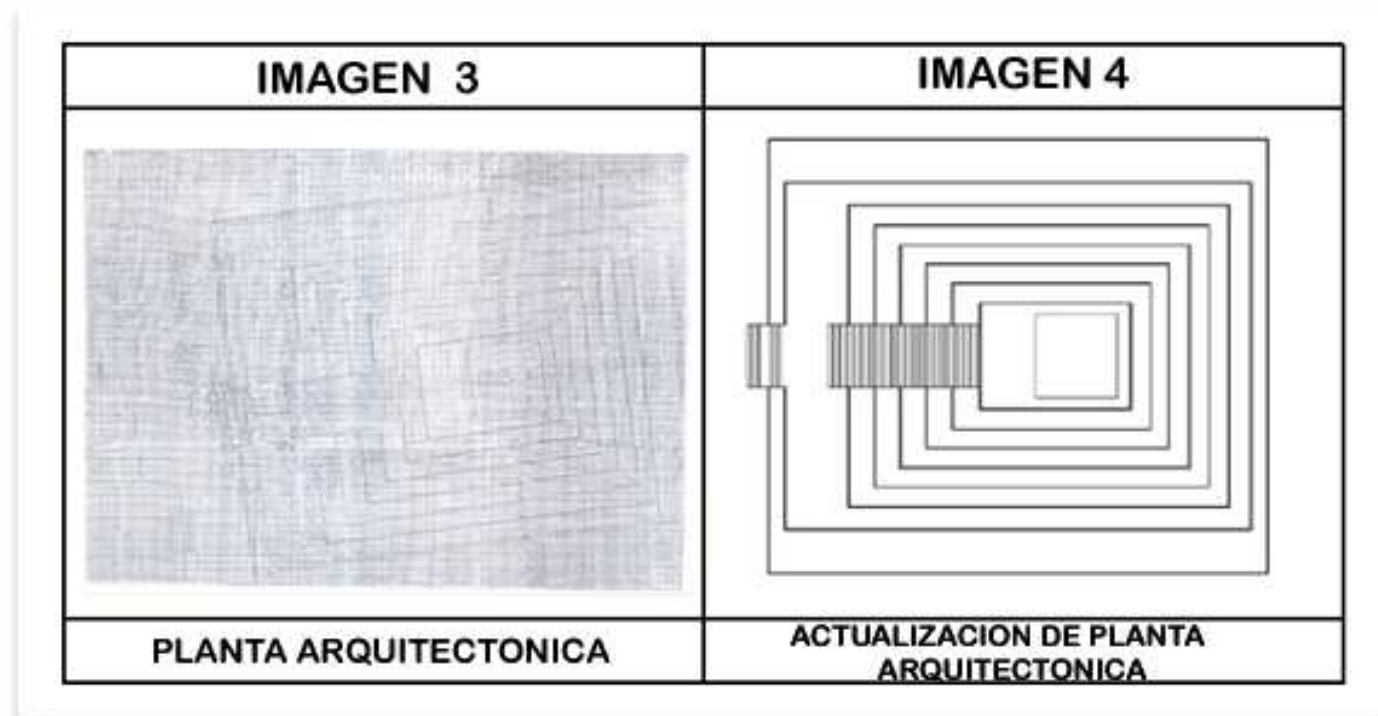 IMAGEN 3
IMAGEN 4
PLANTA ARQUITECTONICA
ACTUALIZACION DE PLANTA
ARQUITECTONICA